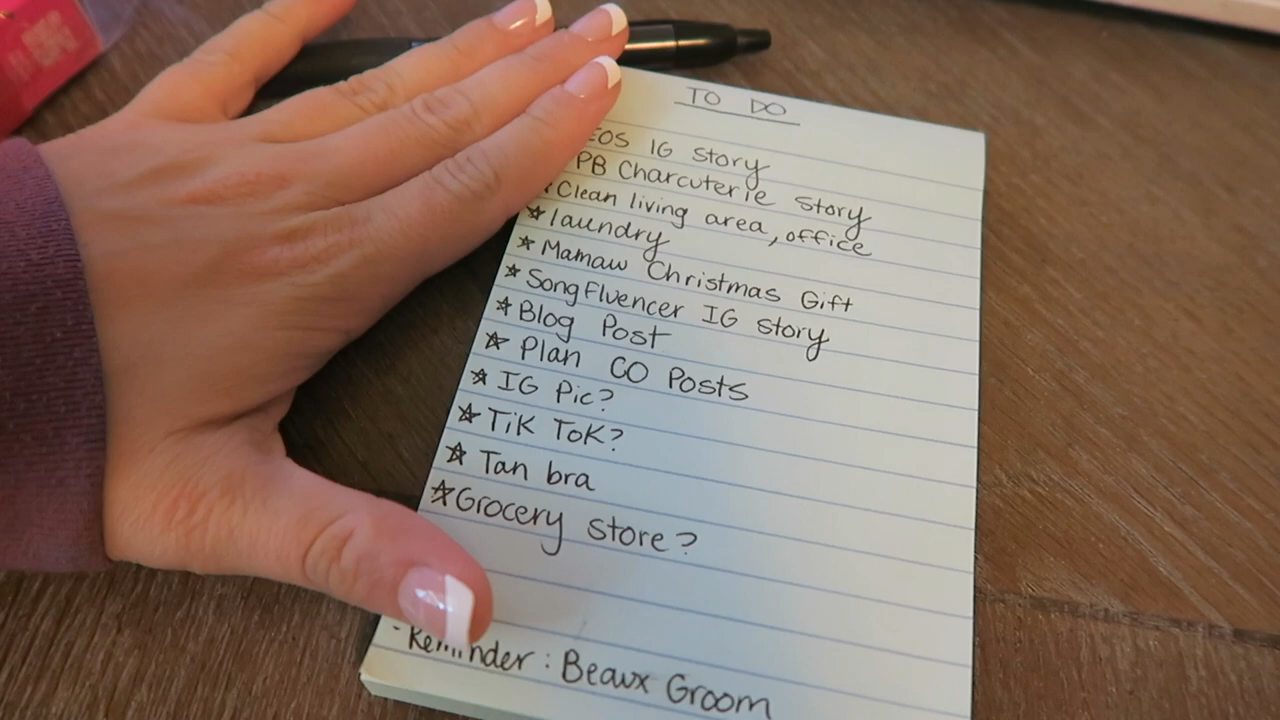 TO DO
EOS IG story
PB Charcuterie story
Clean living area, office
laundry
Mamaw Christmas Gift
Songfluencer IG story
Blog Post
Plan CO Posts
IG Pic?
TiK ToK?
Tan bra
Grocery store?
-Reminder: Beaux Groom